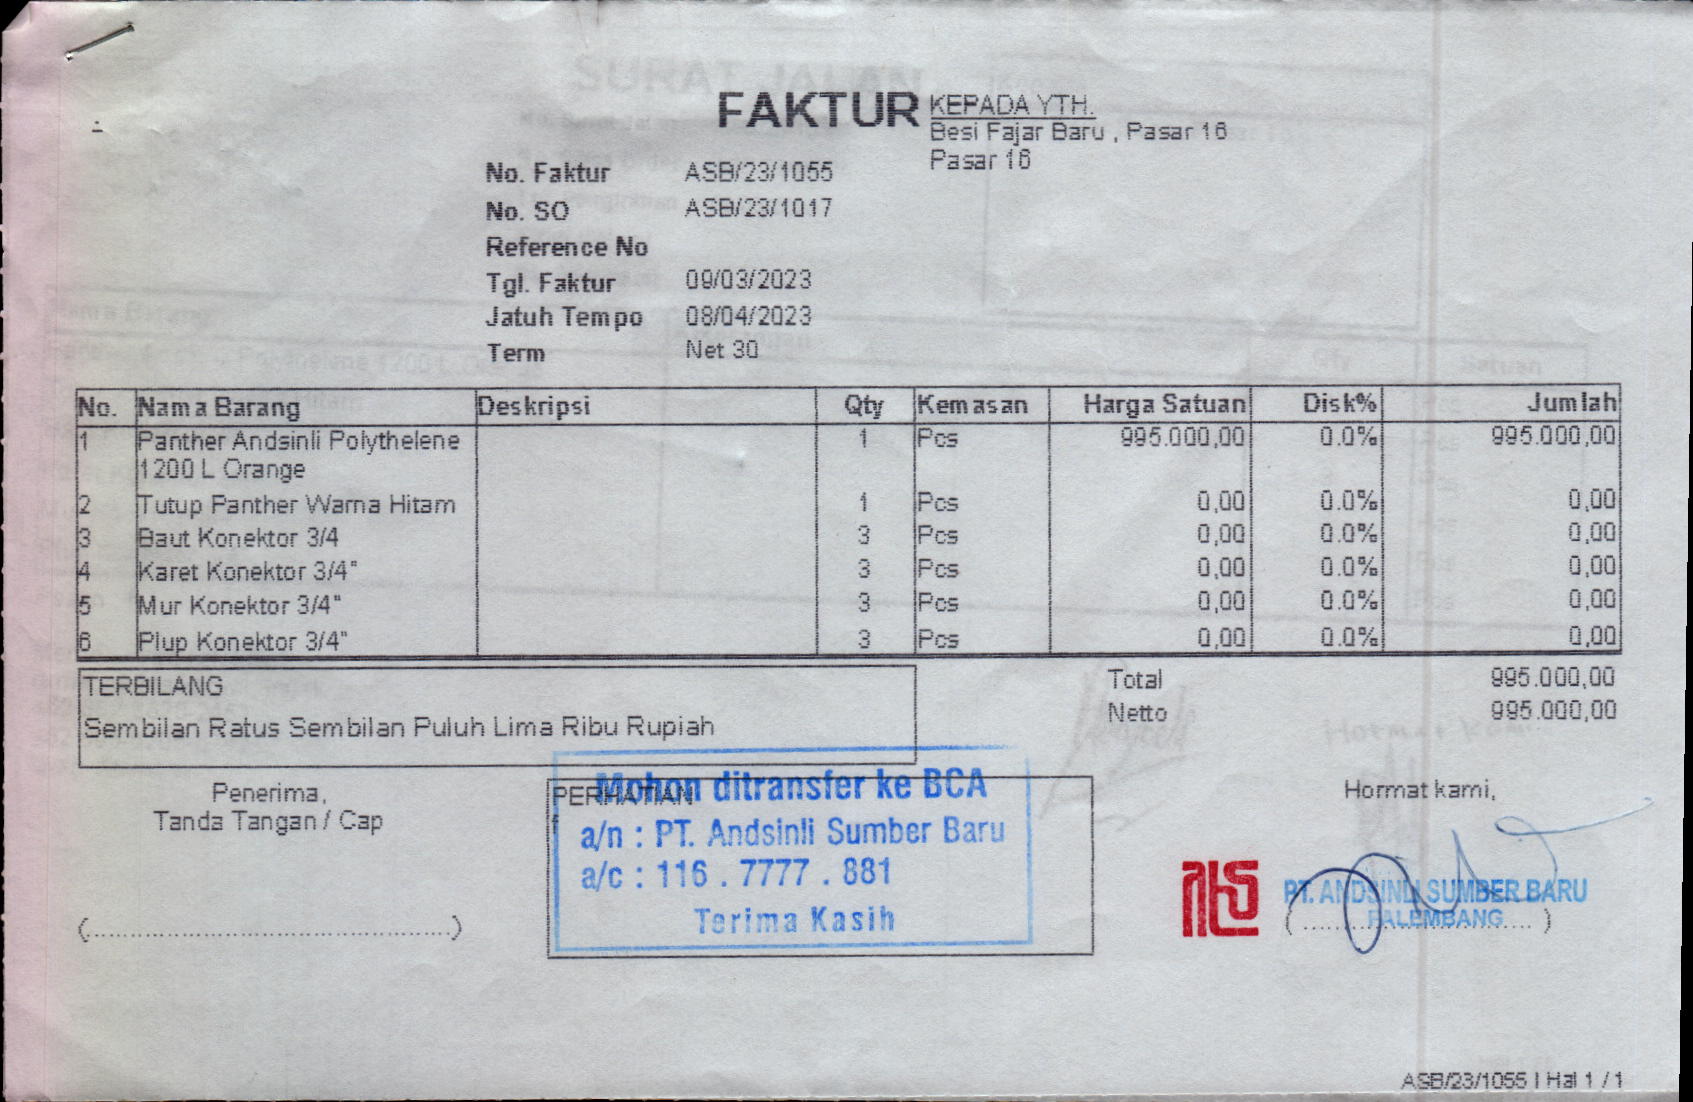 FAKTUR
KEPADA YTH.
Besi Fajar Baru , Pasar 16
Pasar 16
No. Faktur ASB/23/1055
No. SO ASB/23/1017
Reference No
Tgl. Faktur 09/03/2023
Jatuh Tempo 08/04/2023
Term Net 30
No. Nama Barang Deskripsi Qty Kemasan Harga Satuan Disk% Jumlah
1 Panther Andsinli Polythelene 1 Pcs 995.000,00 0.0% 995.000,00
1200 L Orange
2 Tutup Panther Warna Hitam 1 Pcs 0,00 0.0% 0,00
3 Baut Konektor 3/4 3 Pcs 0,00 0.0% 0,00
4 Karet Konektor 3/4" 3 Pcs 0,00 0.0% 0,00
5 Mur Konektor 3/4" 3 Pcs 0,00 0.0% 0,00
6 Plup Konektor 3/4" 3 Pcs 0,00 0.0% 0,00
Total 995.000,00
Netto 995.000,00
TERBILANG
Sembilan Ratus Sembilan Puluh Lima Ribu Rupiah
Penerima,
Tanda Tangan / Cap
(..............................................)
PERHATIAN
Mohon ditransfer ke BCA
a/n : PT. Andsinli Sumber Baru
a/c : 116 . 7777 . 881
Terima Kasih
Hormat kami,
PT. ANDSINLI SUMBER BARU
PALEMBANG
ASB/23/1055 | Hal 1 / 1